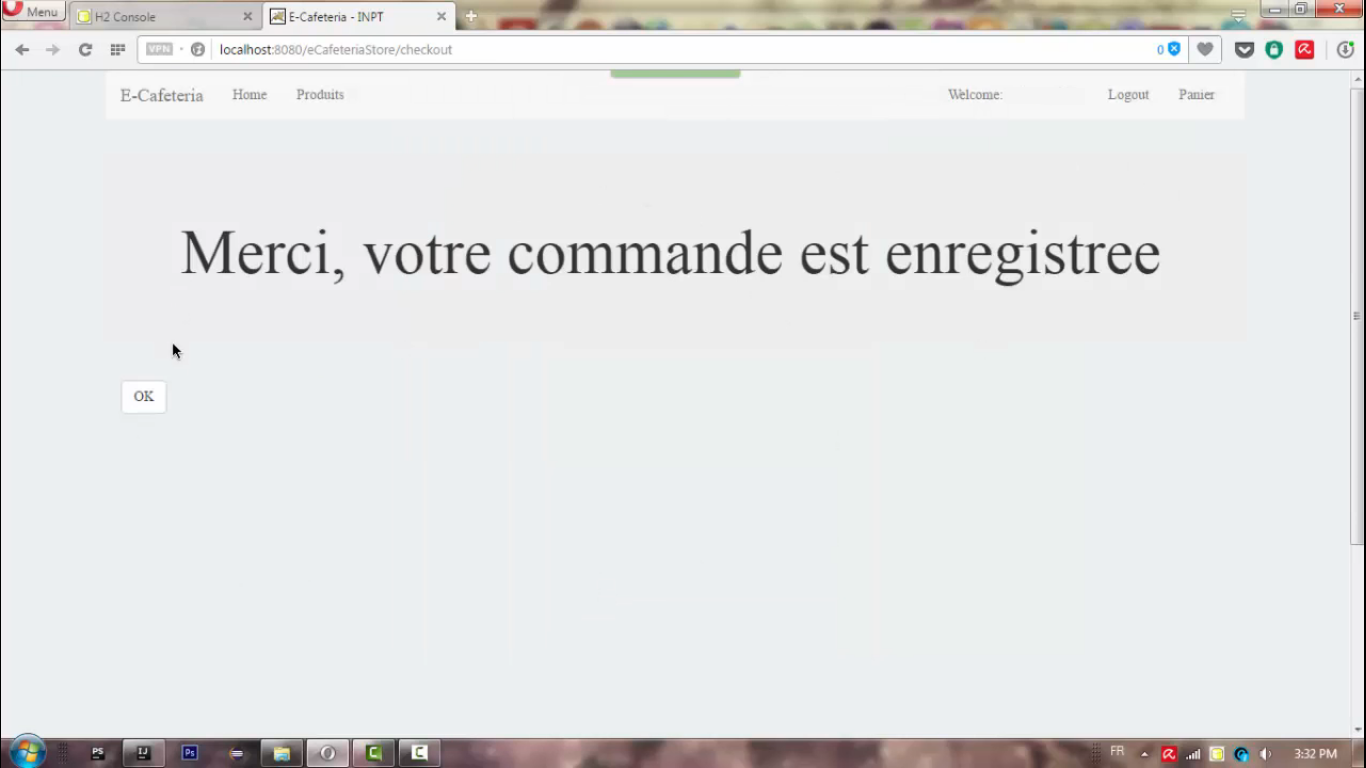 Menu
H2 Console
E-Cafeteria - INPT
VPN
localhost:8080/eCafeteriaStore/checkout
0
E-Cafeteria
Home
Produits
Welcome:
Logout
Panier
Merci, votre commande est enregistree
OK
PS
IJ
Ps
C
C
FR
3:32 PM